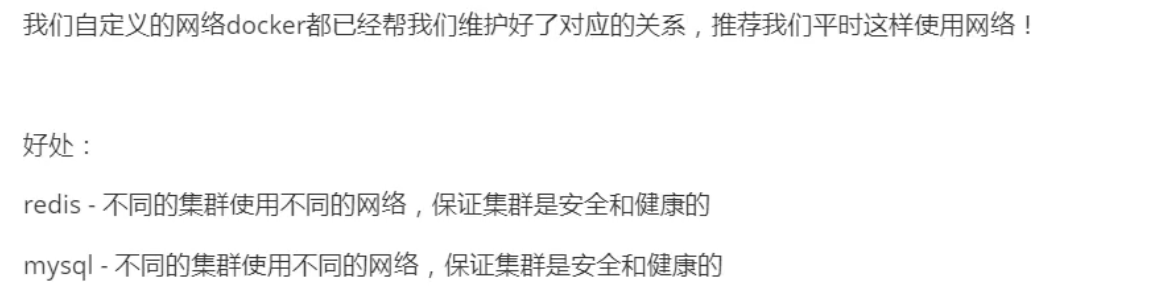 我们自定义的网络docker都已经帮我们维护好了对应的关系，推荐我们平时这样使用网络！
好处：
redis - 不同的集群使用不同的网络，保证集群是安全和健康的
mysql - 不同的集群使用不同的网络，保证集群是安全和健康的